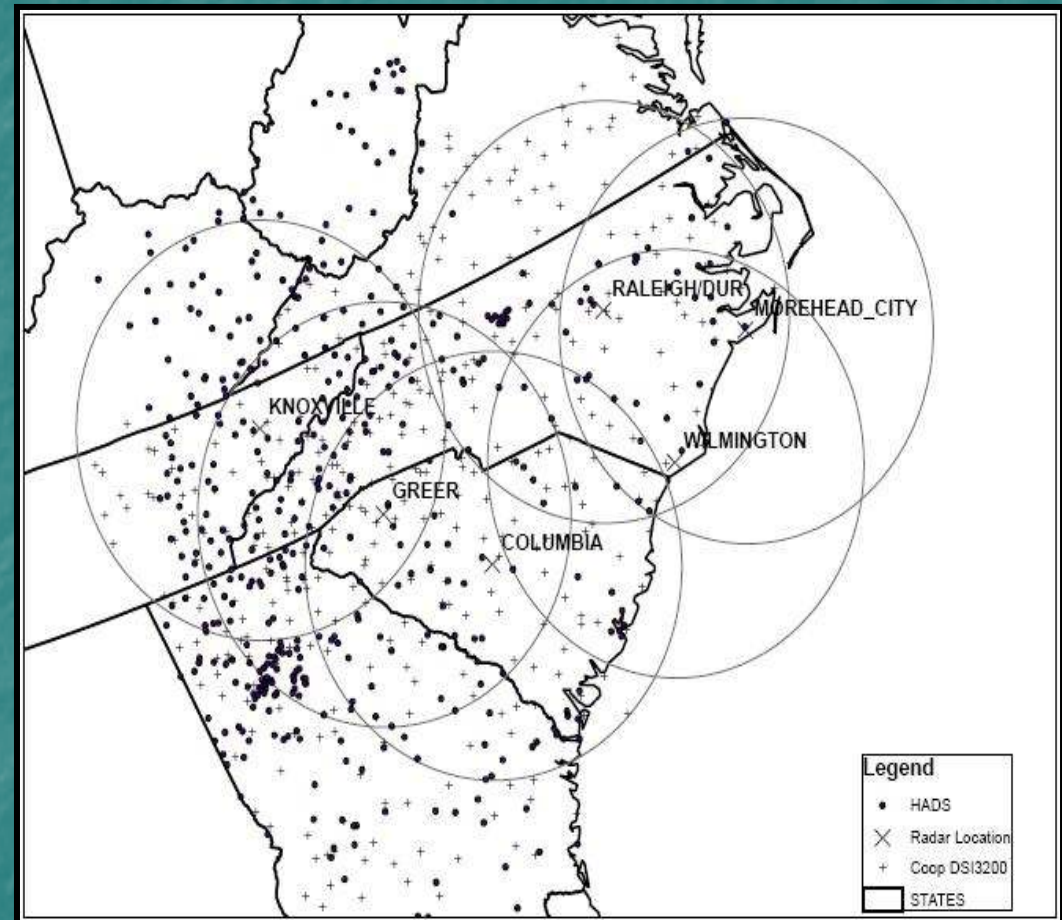 RALEIGH/DUR
MOREHEAD_CITY
KNOXVILLE
WILMINGTON
GREER
COLUMBIA
Legend
HADS
Radar Location
Coop DSI3200
STATES